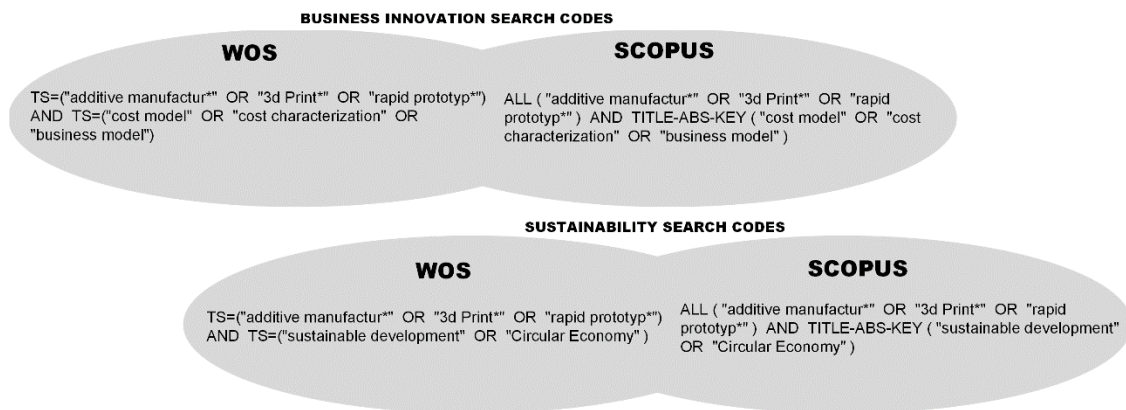 BUSINESS INNOVATION SEARCH CODES
WOS
TS=("additive manufactur*" OR "3d Print*" OR "rapid prototyp*")
AND TS=("cost model" OR "cost characterization" OR
"business model")
SCOPUS
ALL ( "additive manufactur*" OR "3d Print*" OR "rapid
prototyp*" ) AND TITLE-ABS-KEY ( "cost model" OR "cost
characterization" OR "business model" )
SUSTAINABILITY SEARCH CODES
WOS
TS=("additive manufactur*" OR "3d Print*" OR "rapid prototyp*")
AND TS=("sustainable development" OR "Circular Economy" )
SCOPUS
ALL ( "additive manufactur*" OR "3d Print*" OR "rapid
prototyp*" ) AND TITLE-ABS-KEY ( "sustainable development"
OR "Circular Economy" )